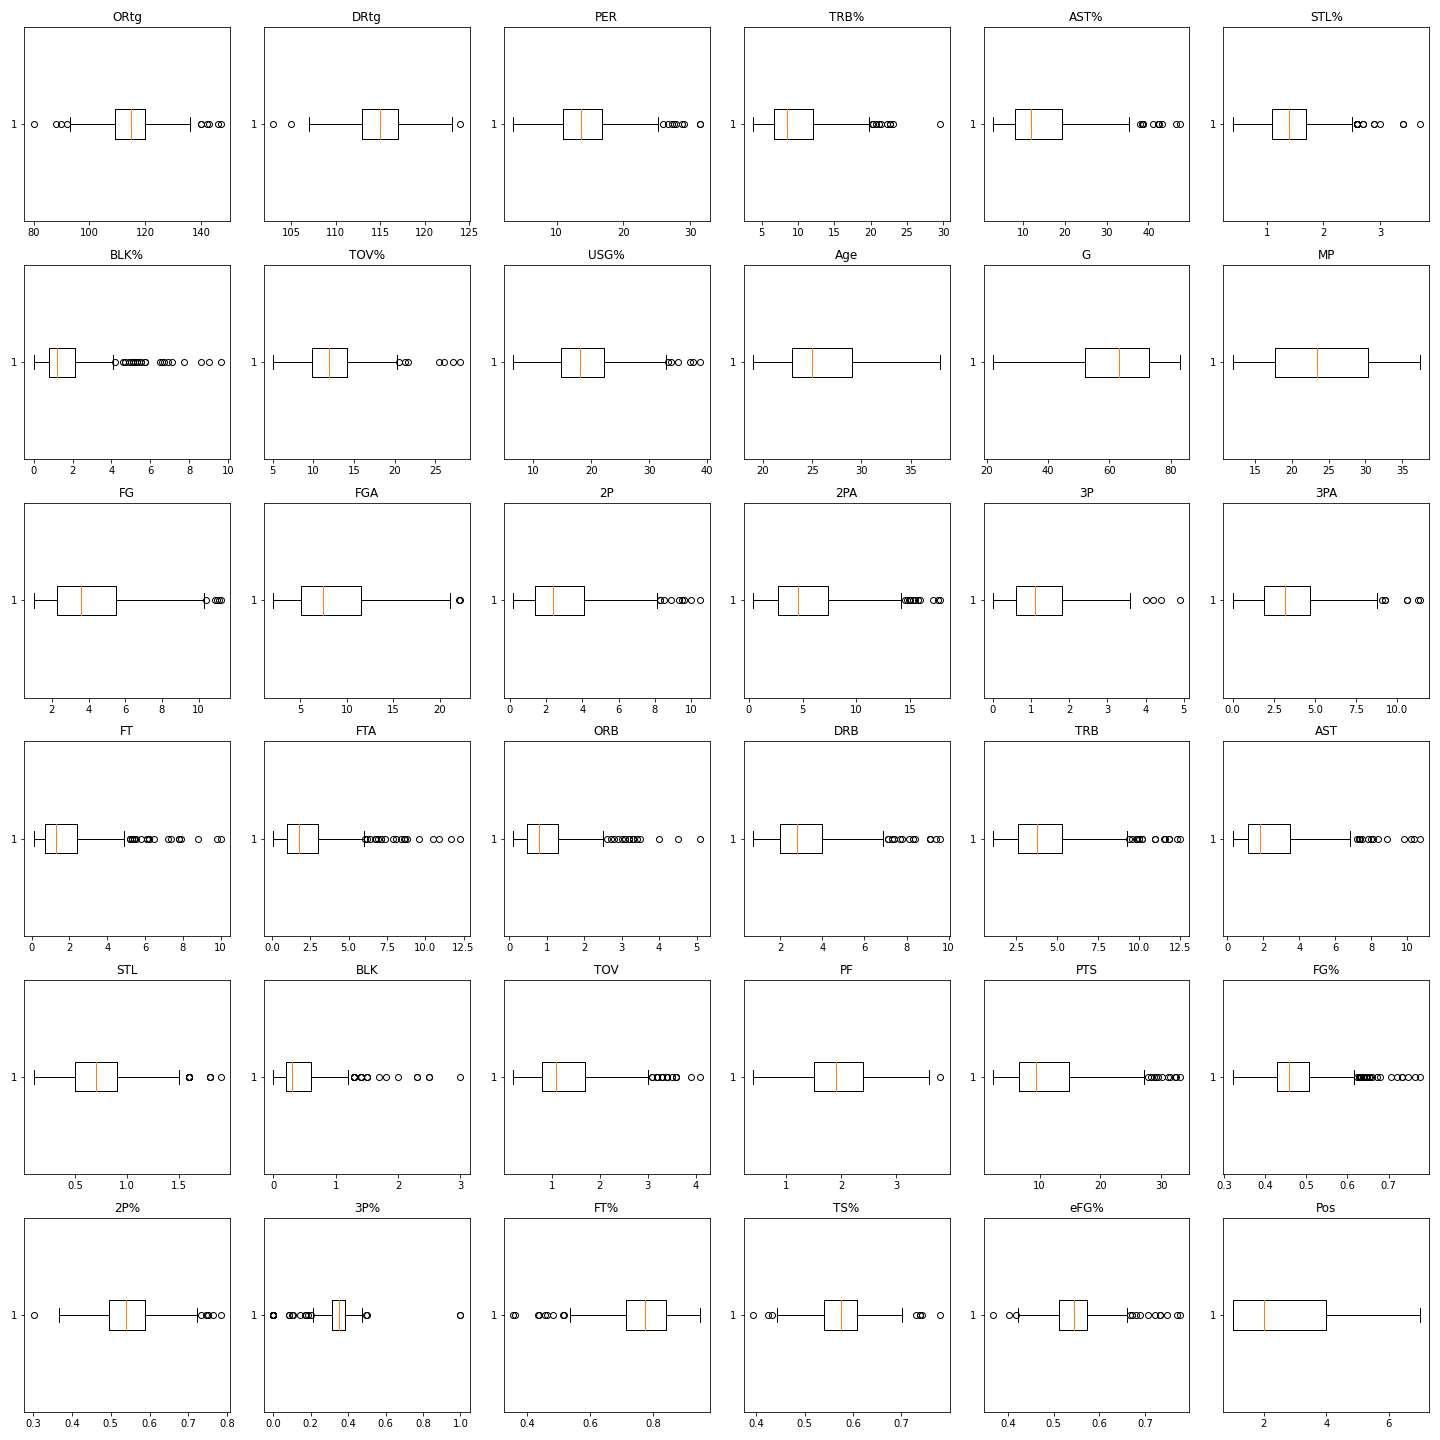 ORtg DRtg PER TRB% AST% STL%
1 1 1 1 1 1
80 100 120 140 105 110 115 120 125 10 20 30 5 10 15 20 25 30 10 20 30 40 1 2 3
BLK% TOV% USG% Age G MP
1 1 1 1 1 1
0 2 4 6 8 10 5 10 15 20 25 10 20 30 40 20 25 30 35 20 40 60 80 15 20 25 30 35
FG FGA 2P 2PA 3P 3PA
1 1 1 1 1 1
2 4 6 8 10 5 10 15 20 0 2 4 6 8 10 0 5 10 15 0 1 2 3 4 5 0.0 2.5 5.0 7.5 10.0
FT FTA ORB DRB TRB AST
1 1 1 1 1 1
0 2 4 6 8 10 0.0 2.5 5.0 7.5 10.0 12.5 0 1 2 3 4 5 2 4 6 8 10 2.5 5.0 7.5 10.0 12.5 0 2 4 6 8 10
STL BLK TOV PF PTS FG%
1 1 1 1 1 1
0.5 1.0 1.5 0 1 2 3 1 2 3 4 1 2 3 10 20 30 0.3 0.4 0.5 0.6 0.7
2P% 3P% FT% TS% eFG% Pos
1 1 1 1 1 1
0.3 0.4 0.5 0.6 0.7 0.8 0.0 0.2 0.4 0.6 0.8 1.0 0.4 0.6 0.8 0.4 0.5 0.6 0.7 0.4 0.5 0.6 0.7 2 4 6